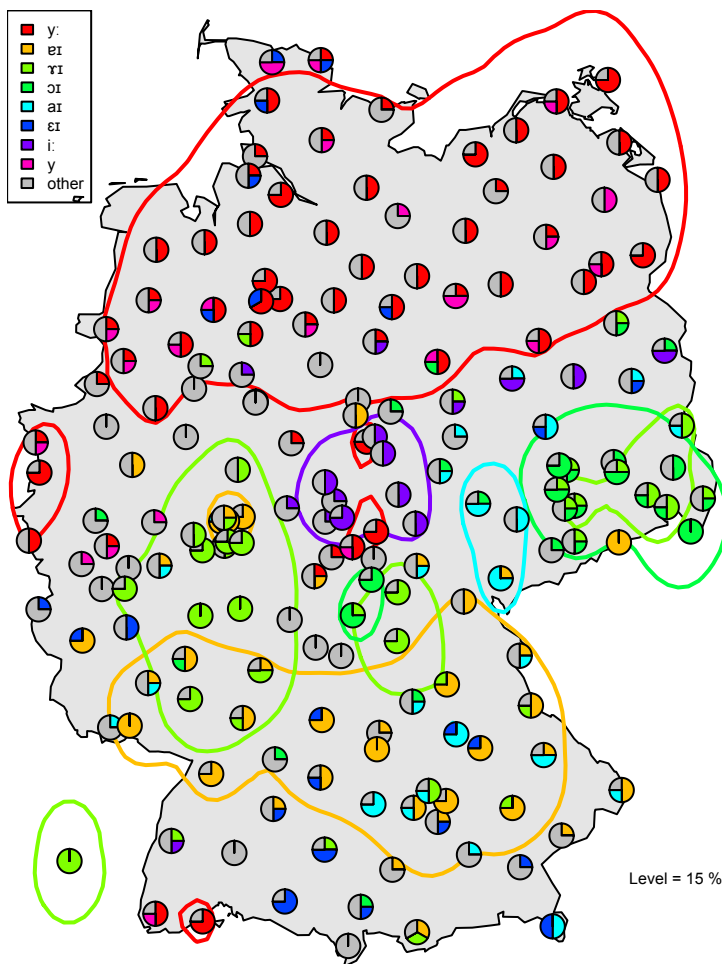 yː
ɐɪ
ɤɪ
ɔɪ
aɪ
ɛɪ
iː
y
other
Level = 15 %